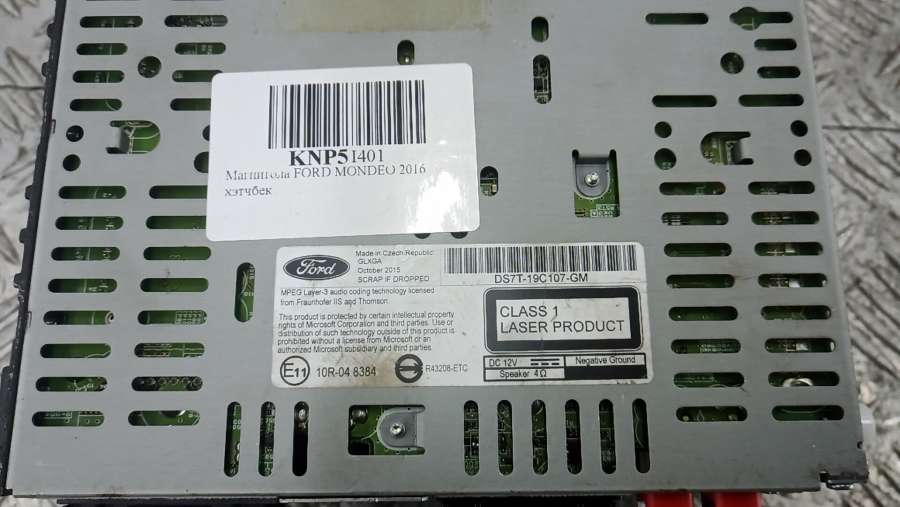 KNP5I401
Магнитола FORD MONDEO 2016
хэтчбек
Ford
Made in Czech Republic
GLXGA
October 2015
SCRAP IF DROPPED
DS7T-19C107-GM
MPEG Layer-3 audio coding technology licensed
from Fraunhofer IIS and Thomson.
This product is protected by certain intellectual property
rights of Microsoft Corporation and third parties. Use or
distribution of such technology outside of this product is
prohibited without a license from Microsoft or an
authorized Microsoft subsidiary and third parties.
CLASS 1
LASER PRODUCT
DC 12V
Negative Ground
Speaker 4Ω
E11 10R-04 8384
R43208-ETC